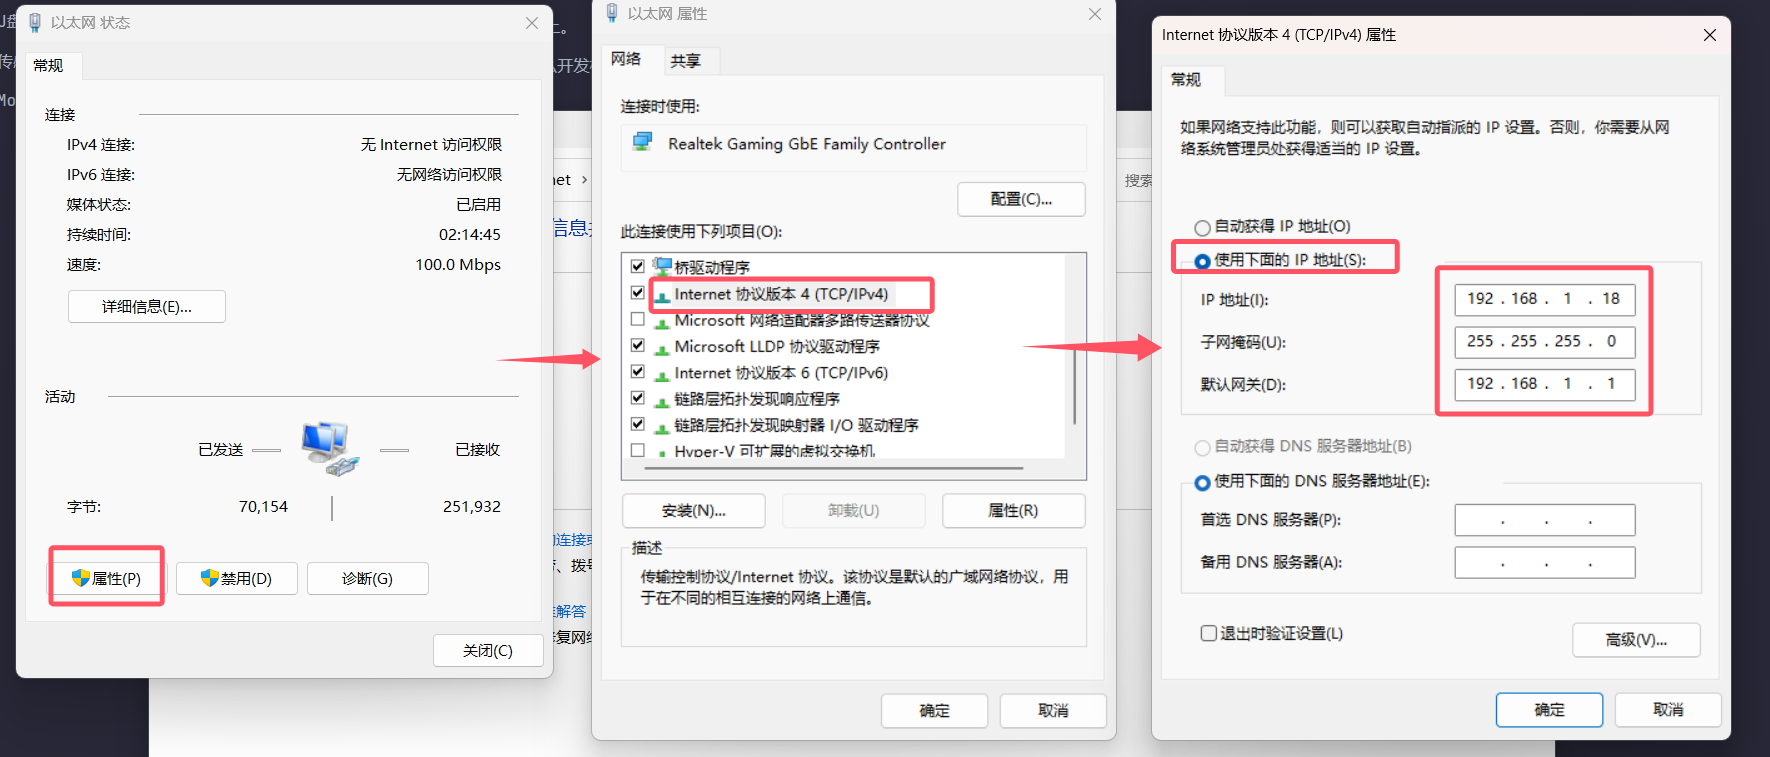 以太网 状态
常规
连接
IPv4 连接: 无 Internet 访问权限
IPv6 连接: 无网络访问权限
媒体状态: 已启用
持续时间: 02:14:45
速度: 100.0 Mbps
详细信息(E)...
活动
已发送 已接收
字节: 70,154 251,932
属性(P) 禁用(D) 诊断(G)
关闭(C)
以太网 属性
网络 共享
连接时使用:
Realtek Gaming GbE Family Controller
配置(C)...
此连接使用下列项目(O):
桥驱动程序
Internet 协议版本 4 (TCP/IPv4)
Microsoft 网络适配器多路传送器协议
Microsoft LLDP 协议驱动程序
Internet 协议版本 6 (TCP/IPv6)
链路层拓扑发现响应程序
链路层拓扑发现映射器 I/O 驱动程序
Hyper-V 可扩展的虚拟交换机
安装(N)... 卸载(U) 属性(R)
描述
传输控制协议/Internet 协议。该协议是默认的广域网络协议，用
于在不同的相互连接的网络上通信。
确定 取消
Internet 协议版本 4 (TCP/IPv4) 属性
常规
如果网络支持此功能，则可以获取自动指派的 IP 设置。否则，你需要从网
络系统管理员处获得适当的 IP 设置。
自动获得 IP 地址(O)
使用下面的 IP 地址(S):
IP 地址(I): 192 . 168 . 1 . 18
子网掩码(U): 255 . 255 . 255 . 0
默认网关(D): 192 . 168 . 1 . 1
自动获得 DNS 服务器地址(B)
使用下面的 DNS 服务器地址(E):
首选 DNS 服务器(P): . . .
备用 DNS 服务器(A): . . .
退出时验证设置(L)
高级(V)...
确定 取消
net ›
搜索
信息
的连接
、拨
解答
修复网络
开发
Mo